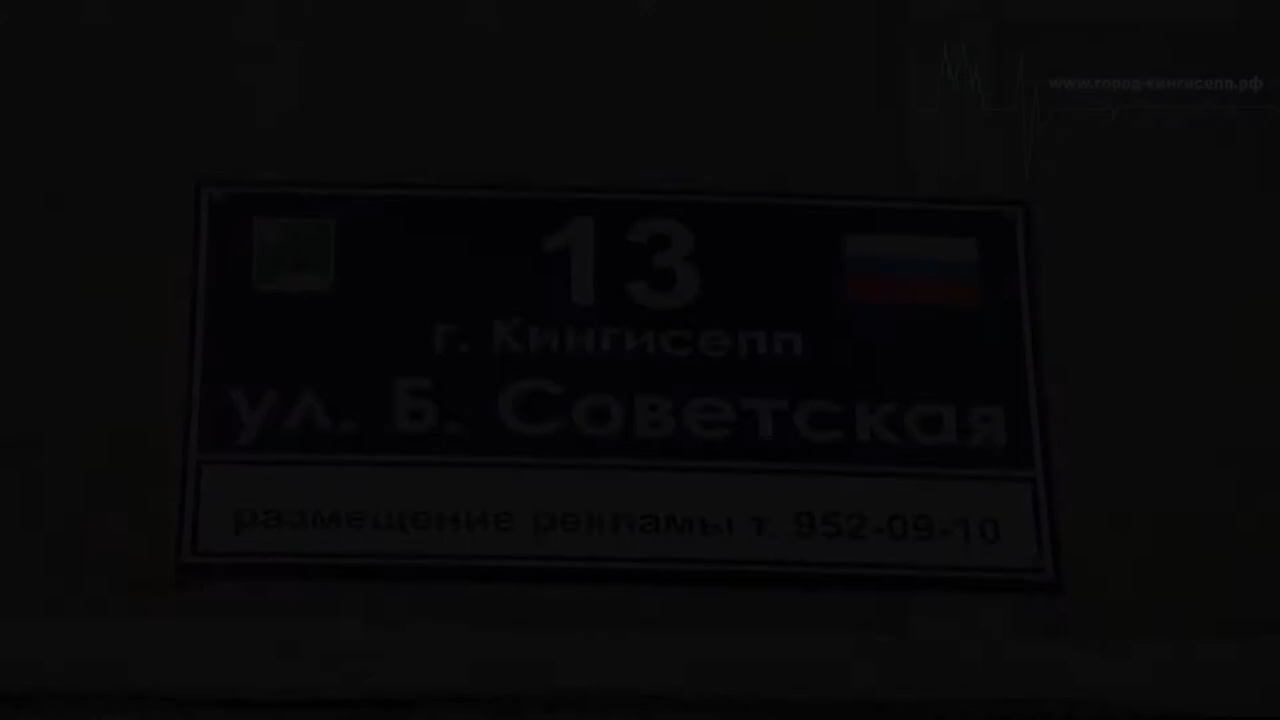 www.город-кингисепп.рф
13
г. Кингисепп
ул. Б. Советская
размещение рекламы т. 952-09-10